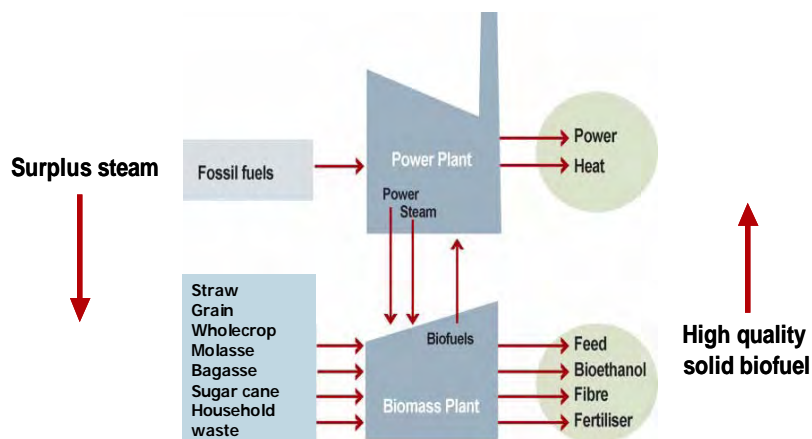 Surplus steam
Fossil fuels
Power Plant
Power
Steam
Power
Heat
Straw
Grain
Wholecrop
Molasse
Bagasse
Sugar cane
Household
waste
Biofuels
Biomass Plant
Feed
Bioethanol
Fibre
Fertiliser
High quality
solid biofuel